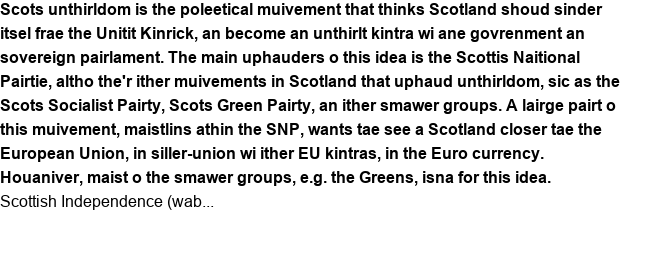 Scots unthirldom is the poleetical muivement that thinks Scotland shoud sinder
itsel frae the Unitit Kinrick, an become an unthirlt kintra wi ane govrenment an
sovereign pairlament. The main uphauders o this idea is the Scottis Naitional
Pairtie, altho the'r ither muivements in Scotland that uphaud unthirldom, sic as the
Scots Socialist Pairty, Scots Green Pairty, an ither smawer groups. A lairge pairt o
this muivement, maistlins athin the SNP, wants tae see a Scotland closer tae the
European Union, in siller-union wi ither EU kintras, in the Euro currency.
Houaniver, maist o the smawer groups, e.g. the Greens, isna for this idea.
Scottish Independence (wab...